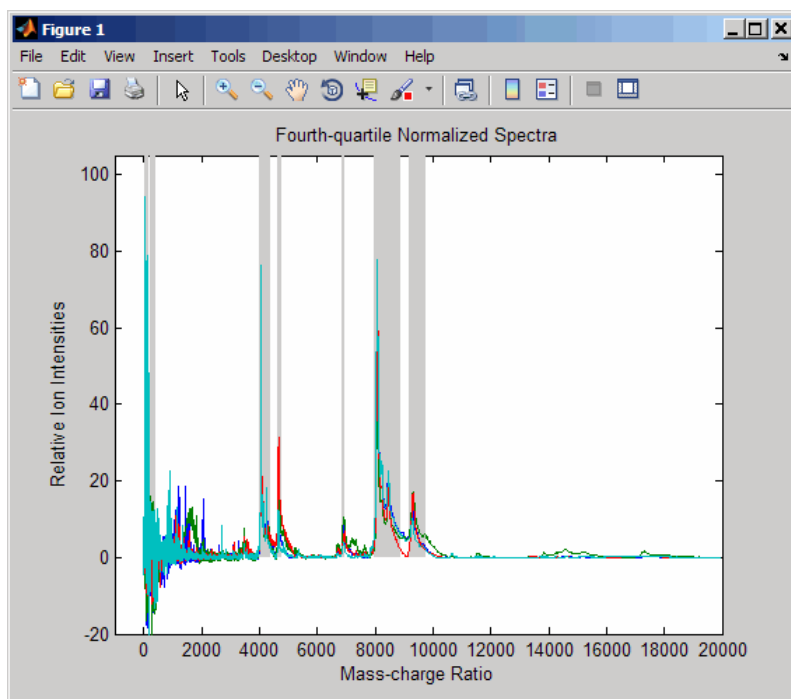 Figure 1
File Edit View Insert Tools Desktop Window Help
Fourth-quartile Normalized Spectra
100
80
60
40
20
0
-20
Relative Ion Intensities
0 2000 4000 6000 8000 10000 12000 14000 16000 18000 20000
Mass-charge Ratio